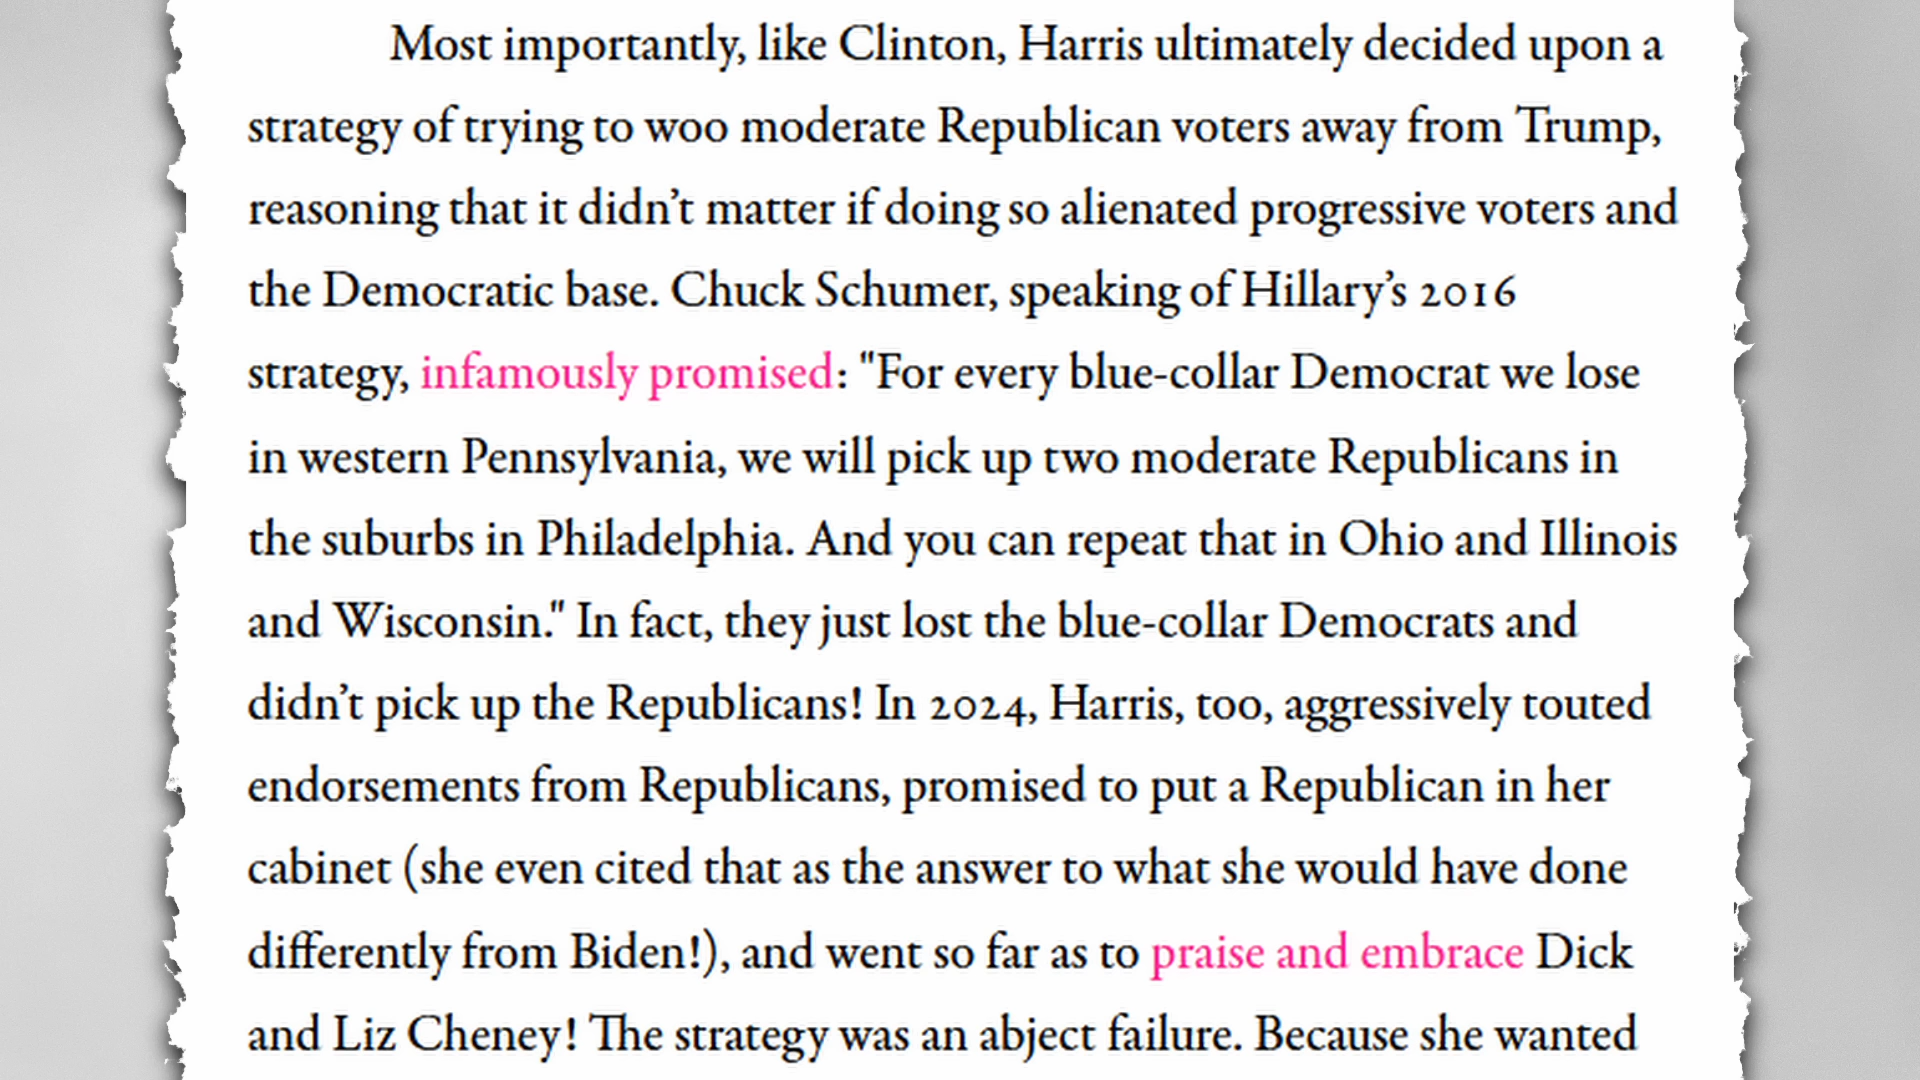 Most importantly, like Clinton, Harris ultimately decided upon a
strategy of trying to woo moderate Republican voters away from Trump,
reasoning that it didn’t matter if doing so alienated progressive voters and
the Democratic base. Chuck Schumer, speaking of Hillary’s 2016
strategy, infamously promised: "For every blue-collar Democrat we lose
in western Pennsylvania, we will pick up two moderate Republicans in
the suburbs in Philadelphia. And you can repeat that in Ohio and Illinois
and Wisconsin." In fact, they just lost the blue-collar Democrats and
didn’t pick up the Republicans! In 2024, Harris, too, aggressively touted
endorsements from Republicans, promised to put a Republican in her
cabinet (she even cited that as the answer to what she would have done
differently from Biden!), and went so far as to praise and embrace Dick
and Liz Cheney! The strategy was an abject failure. Because she wanted